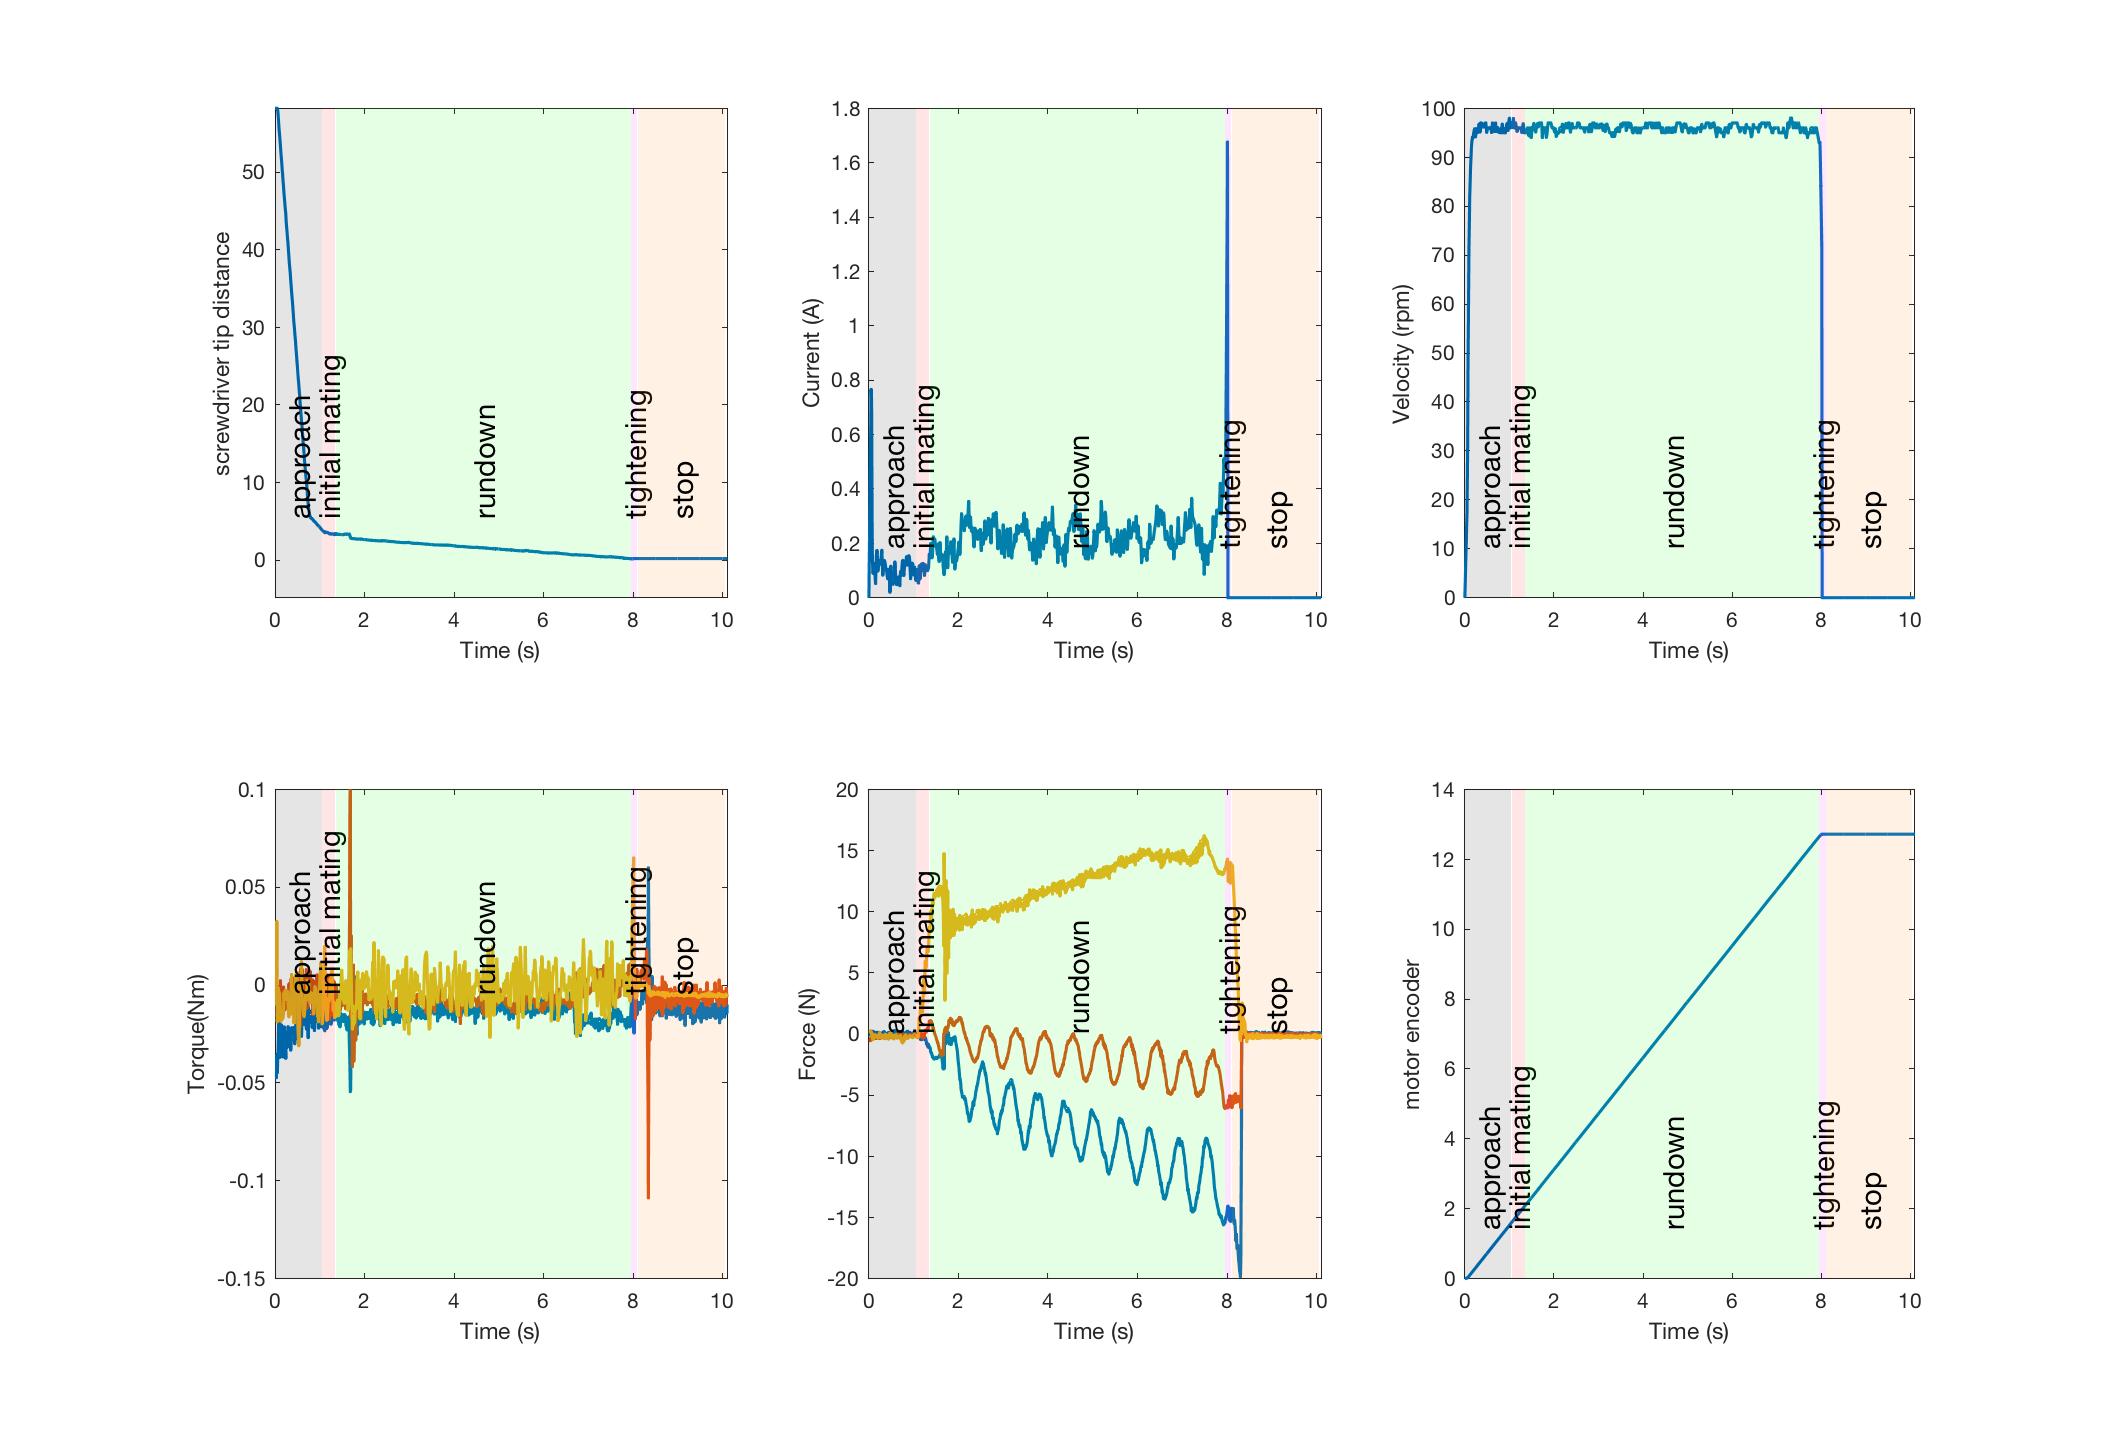 screwdriver tip distance
50
40
30
20
10
0
approach
initial mating
rundown
tightening
stop
0 2 4 6 8 10
Time (s)
Current (A)
1.8
1.6
1.4
1.2
1
0.8
0.6
0.4
0.2
0
approach
initial mating
rundown
tightening
stop
0 2 4 6 8 10
Time (s)
Velocity (rpm)
100
90
80
70
60
50
40
30
20
10
0
approach
initial mating
rundown
tightening
stop
0 2 4 6 8 10
Time (s)
Torque(Nm)
0.1
0.05
0
-0.05
-0.1
-0.15
approach
initial mating
rundown
tightening
stop
0 2 4 6 8 10
Time (s)
Force (N)
20
15
10
5
0
-5
-10
-15
-20
approach
initial mating
rundown
tightening
stop
0 2 4 6 8 10
Time (s)
motor encoder
14
12
10
8
6
4
2
0
approach
initial mating
rundown
tightening
stop
0 2 4 6 8 10
Time (s)